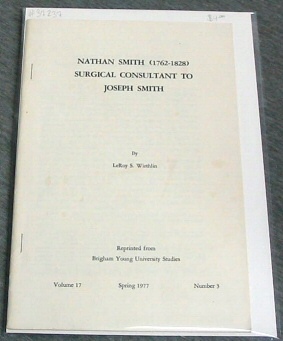 NATHAN SMITH (1762-1828)
SURGICAL CONSULTANT TO
JOSEPH SMITH
By
LeRoy S. Wirthlin
Reprinted from
Brigham Young University Studies
Volume 17 Spring 1977 Number 3